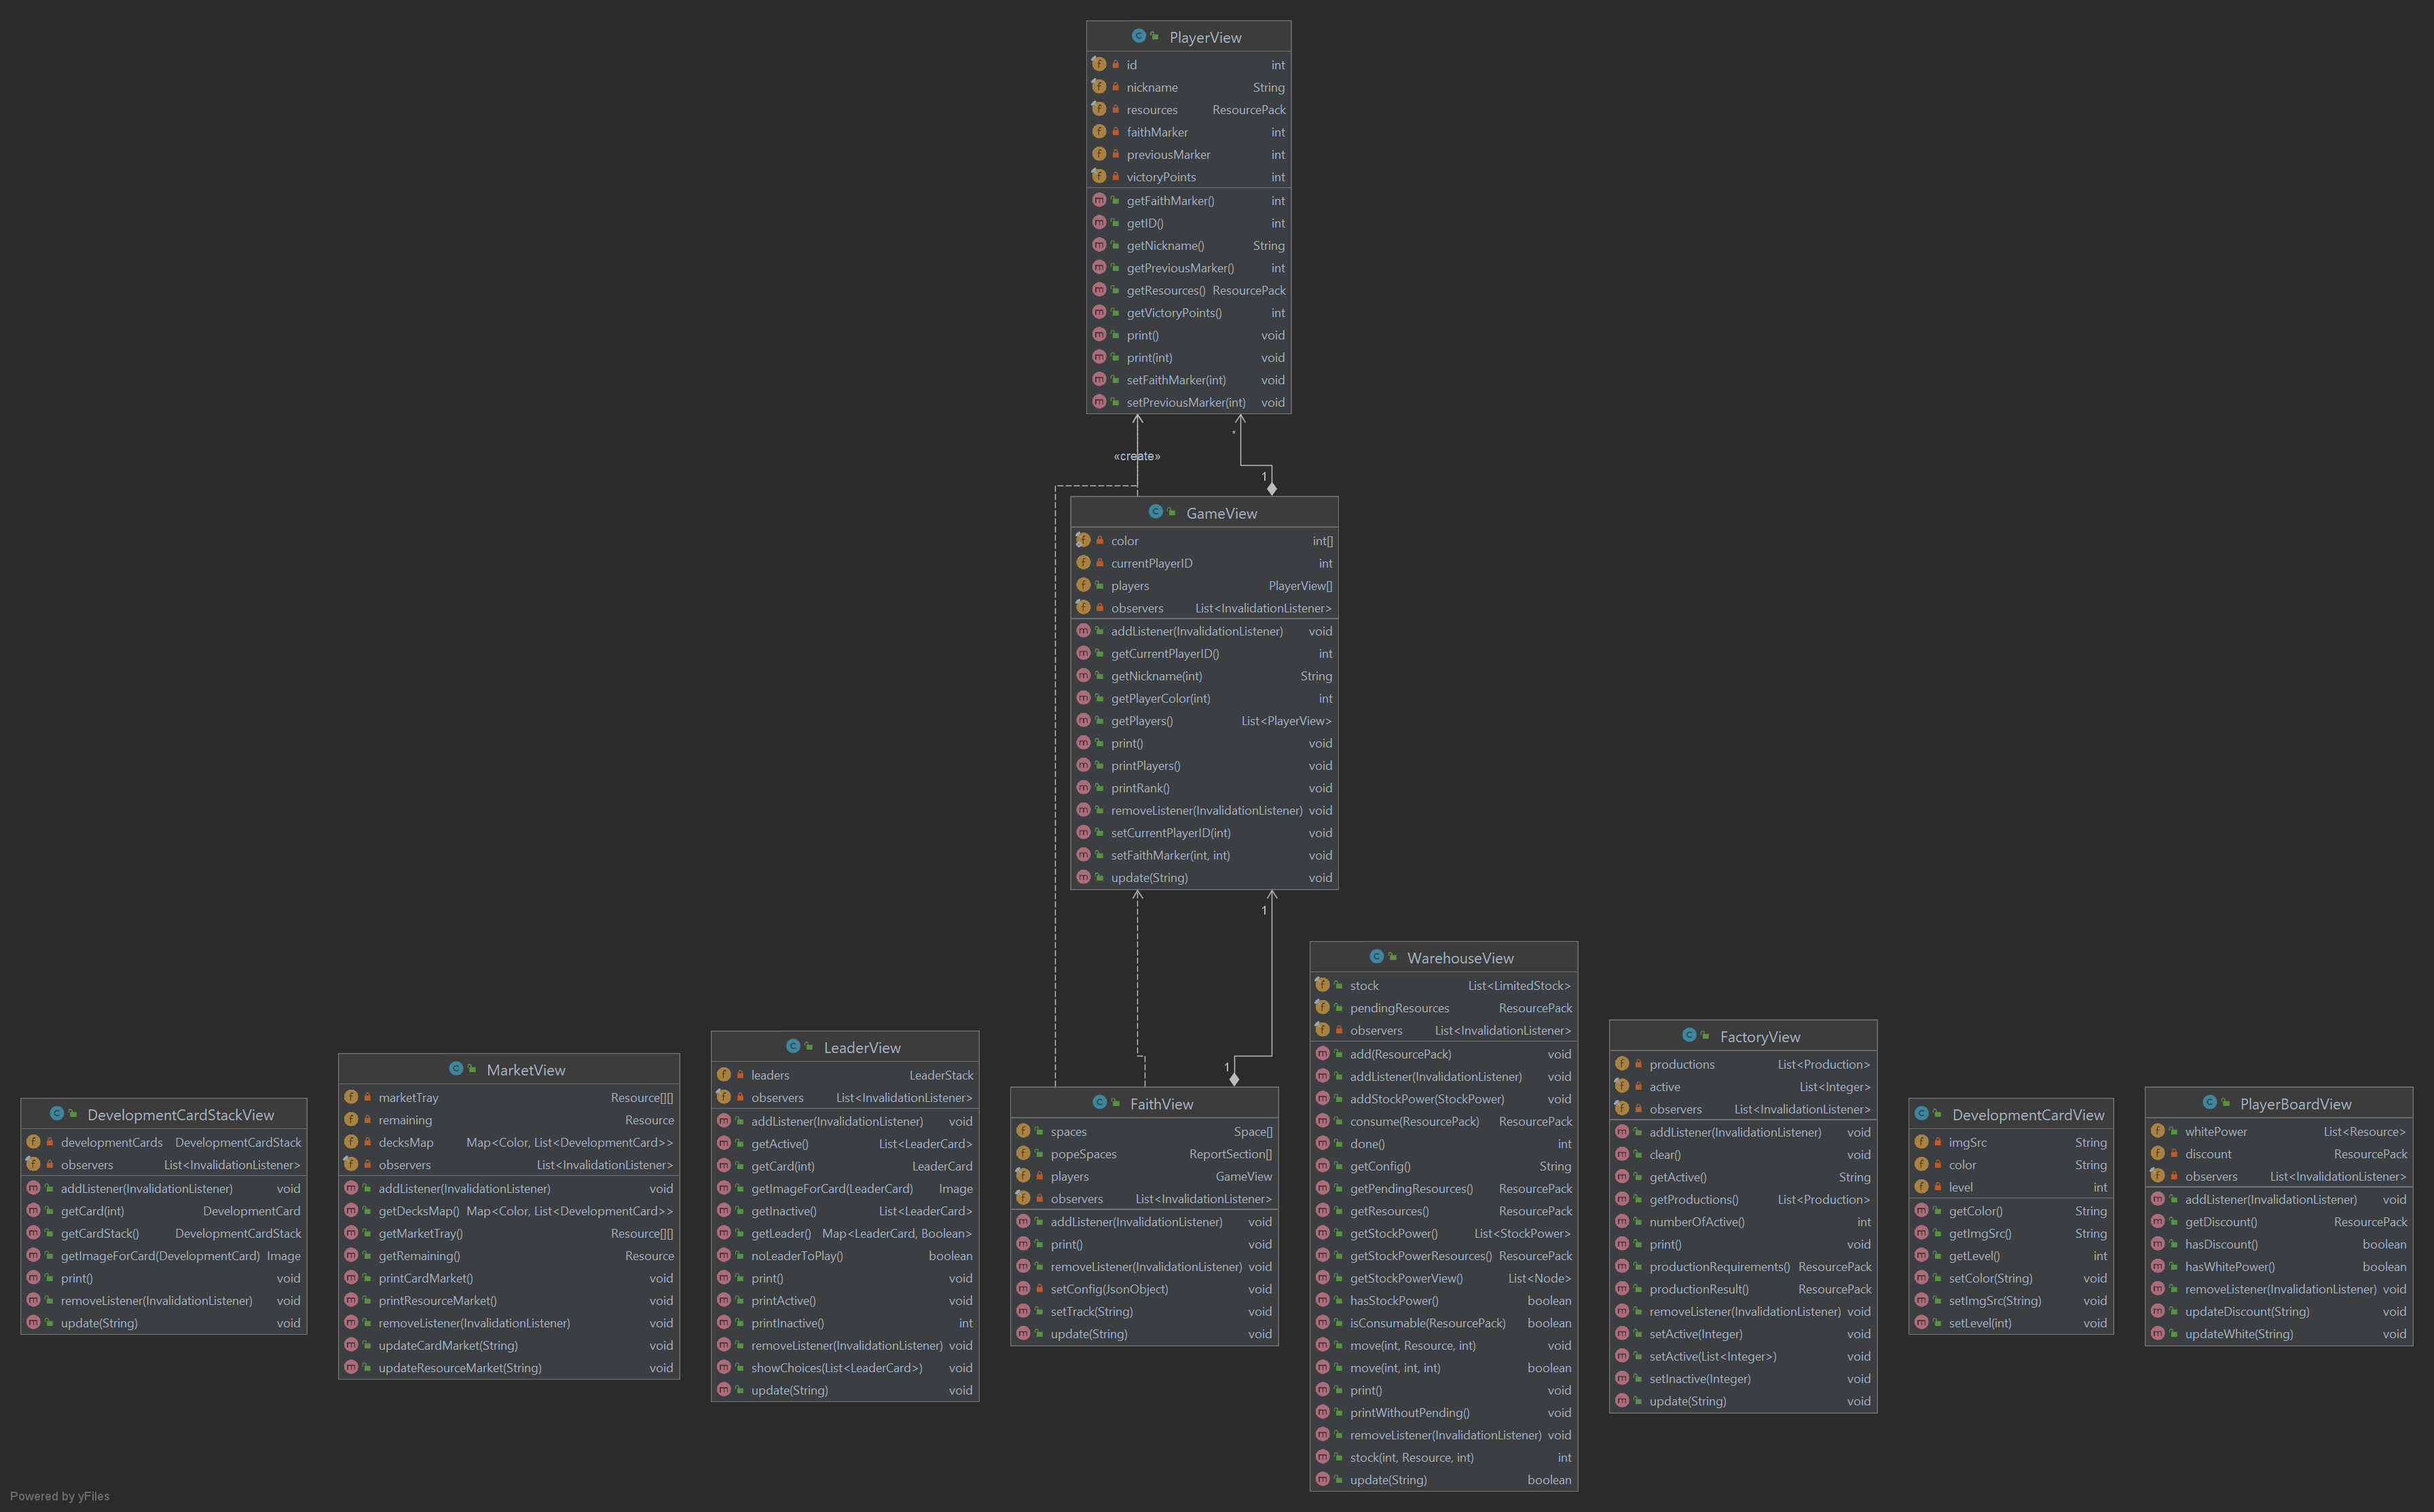 PlayerView
id int
nickname String
resources ResourcePack
faithMarker int
previousMarker int
victoryPoints int
getFaithMarker() int
getID() int
getNickname() String
getPreviousMarker() int
getResources() ResourcePack
getVictoryPoints() int
print() void
print(int) void
setFaithMarker(int) void
setPreviousMarker(int) void
*
«create»
1
GameView
color int[]
currentPlayerID int
players PlayerView[]
observers List<InvalidationListener>
addListener(InvalidationListener) void
getCurrentPlayerID() int
getNickname(int) String
getPlayerColor(int) int
getPlayers() List<PlayerView>
print() void
printPlayers() void
printRank() void
removeListener(InvalidationListener) void
setCurrentPlayerID(int) void
setFaithMarker(int, int) void
update(String) void
1
1
DevelopmentCardStackView
developmentCards DevelopmentCardStack
observers List<InvalidationListener>
addListener(InvalidationListener) void
getCard(int) DevelopmentCard
getCardStack() DevelopmentCardStack
getImageForCard(DevelopmentCard) Image
print() void
removeListener(InvalidationListener) void
update(String) void
MarketView
marketTray Resource[][]
remaining Resource
decksMap Map<Color, List<DevelopmentCard>>
observers List<InvalidationListener>
addListener(InvalidationListener) void
getDecksMap() Map<Color, List<DevelopmentCard>>
getMarketTray() Resource[][]
getRemaining() Resource
printCardMarket() void
printResourceMarket() void
removeListener(InvalidationListener) void
updateCardMarket(String) void
updateResourceMarket(String) void
LeaderView
leaders LeaderStack
observers List<InvalidationListener>
addListener(InvalidationListener) void
getActive() List<LeaderCard>
getCard(int) LeaderCard
getImageForCard(LeaderCard) Image
getInactive() List<LeaderCard>
getLeader() Map<LeaderCard, Boolean>
noLeaderToPlay() boolean
print() void
printActive() void
printInactive() int
removeListener(InvalidationListener) void
showChoices(List<LeaderCard>) void
update(String) void
FaithView
spaces Space[]
popeSpaces ReportSection[]
players GameView
observers List<InvalidationListener>
addListener(InvalidationListener) void
print() void
removeListener(InvalidationListener) void
setConfig(JsonObject) void
setTrack(String) void
update(String) void
WarehouseView
stock List<LimitedStock>
pendingResources ResourcePack
observers List<InvalidationListener>
add(ResourcePack) void
addListener(InvalidationListener) void
addStockPower(StockPower) void
consume(ResourcePack) ResourcePack
done() int
getConfig() String
getPendingResources() ResourcePack
getResources() ResourcePack
getStockPower() List<StockPower>
getStockPowerResources() ResourcePack
getStockPowerView() List<Node>
hasStockPower() boolean
isConsumable(ResourcePack) boolean
move(int, Resource, int) void
move(int, int, int) boolean
print() void
printWithoutPending() void
removeListener(InvalidationListener) void
stock(int, Resource, int) int
update(String) boolean
FactoryView
productions List<Production>
active List<Integer>
observers List<InvalidationListener>
addListener(InvalidationListener) void
clear() void
getActive() String
getProductions() List<Production>
numberOfActive() int
print() void
productionRequirements() ResourcePack
productionResult() ResourcePack
removeListener(InvalidationListener) void
setActive(Integer) void
setActive(List<Integer>) void
setInactive(Integer) void
update(String) void
DevelopmentCardView
imgSrc String
color String
level int
getColor() String
getImgSrc() String
getLevel() int
setColor(String) void
setImgSrc(String) void
setLevel(int) void
PlayerBoardView
whitePower List<Resource>
discount ResourcePack
observers List<InvalidationListener>
addListener(InvalidationListener) void
getDiscount() ResourcePack
hasDiscount() boolean
hasWhitePower() boolean
removeListener(InvalidationListener) void
updateDiscount(String) void
updateWhite(String) void
Powered by yFiles